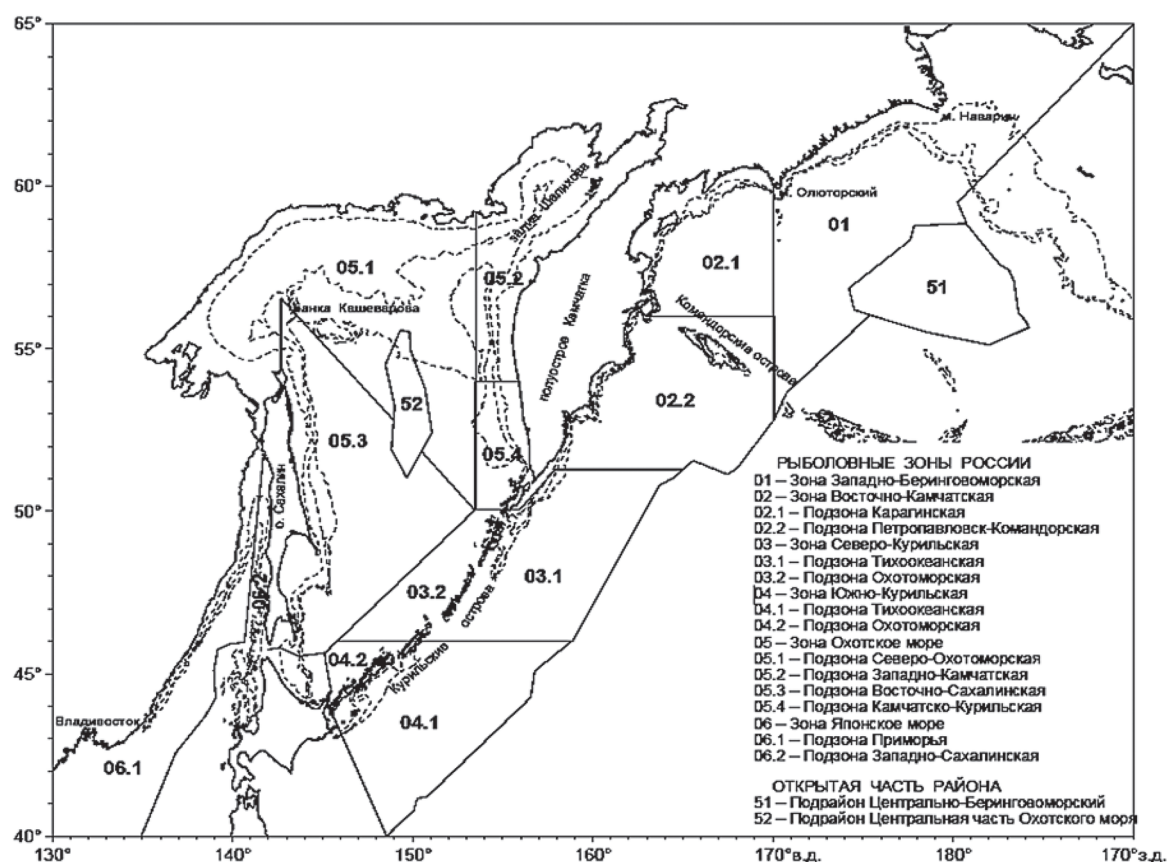 65°
60°
55°
50°
45°
40°
130°
140°
150°
160°
170°в.д.
170°з.д.
м. Наварин
м. Олюторский
залив Шелихова
01
02.1
51
05.1
05.2
банка Кашеварова
полуостров Камчатка
Командорские острова
52
02.2
05.3
05.4
о. Сахалин
03.1
03.2
06.2
04.2
Курильские острова
04.1
Владивосток
06.1
РЫБОЛОВНЫЕ ЗОНЫ РОССИИ
01 – Зона Западно-Беринговоморская
02 – Зона Восточно-Камчатская
02.1 – Подзона Карагинская
02.2 – Подзона Петропавловск-Командорская
03 – Зона Северо-Курильская
03.1 – Подзона Тихоокеанская
03.2 – Подзона Охотоморская
04 – Зона Южно-Курильская
04.1 – Подзона Тихоокеанская
04.2 – Подзона Охотоморская
05 – Зона Охотское море
05.1 – Подзона Северо-Охотоморская
05.2 – Подзона Западно-Камчатская
05.3 – Подзона Восточно-Сахалинская
05.4 – Подзона Камчатско-Курильская
06 – Зона Японское море
06.1 – Подзона Приморья
06.2 – Подзона Западно-Сахалинская
ОТКРЫТАЯ ЧАСТЬ РАЙОНА
51 – Подрайон Центрально-Беринговоморский
52 – Подрайон Центральная часть Охотского моря